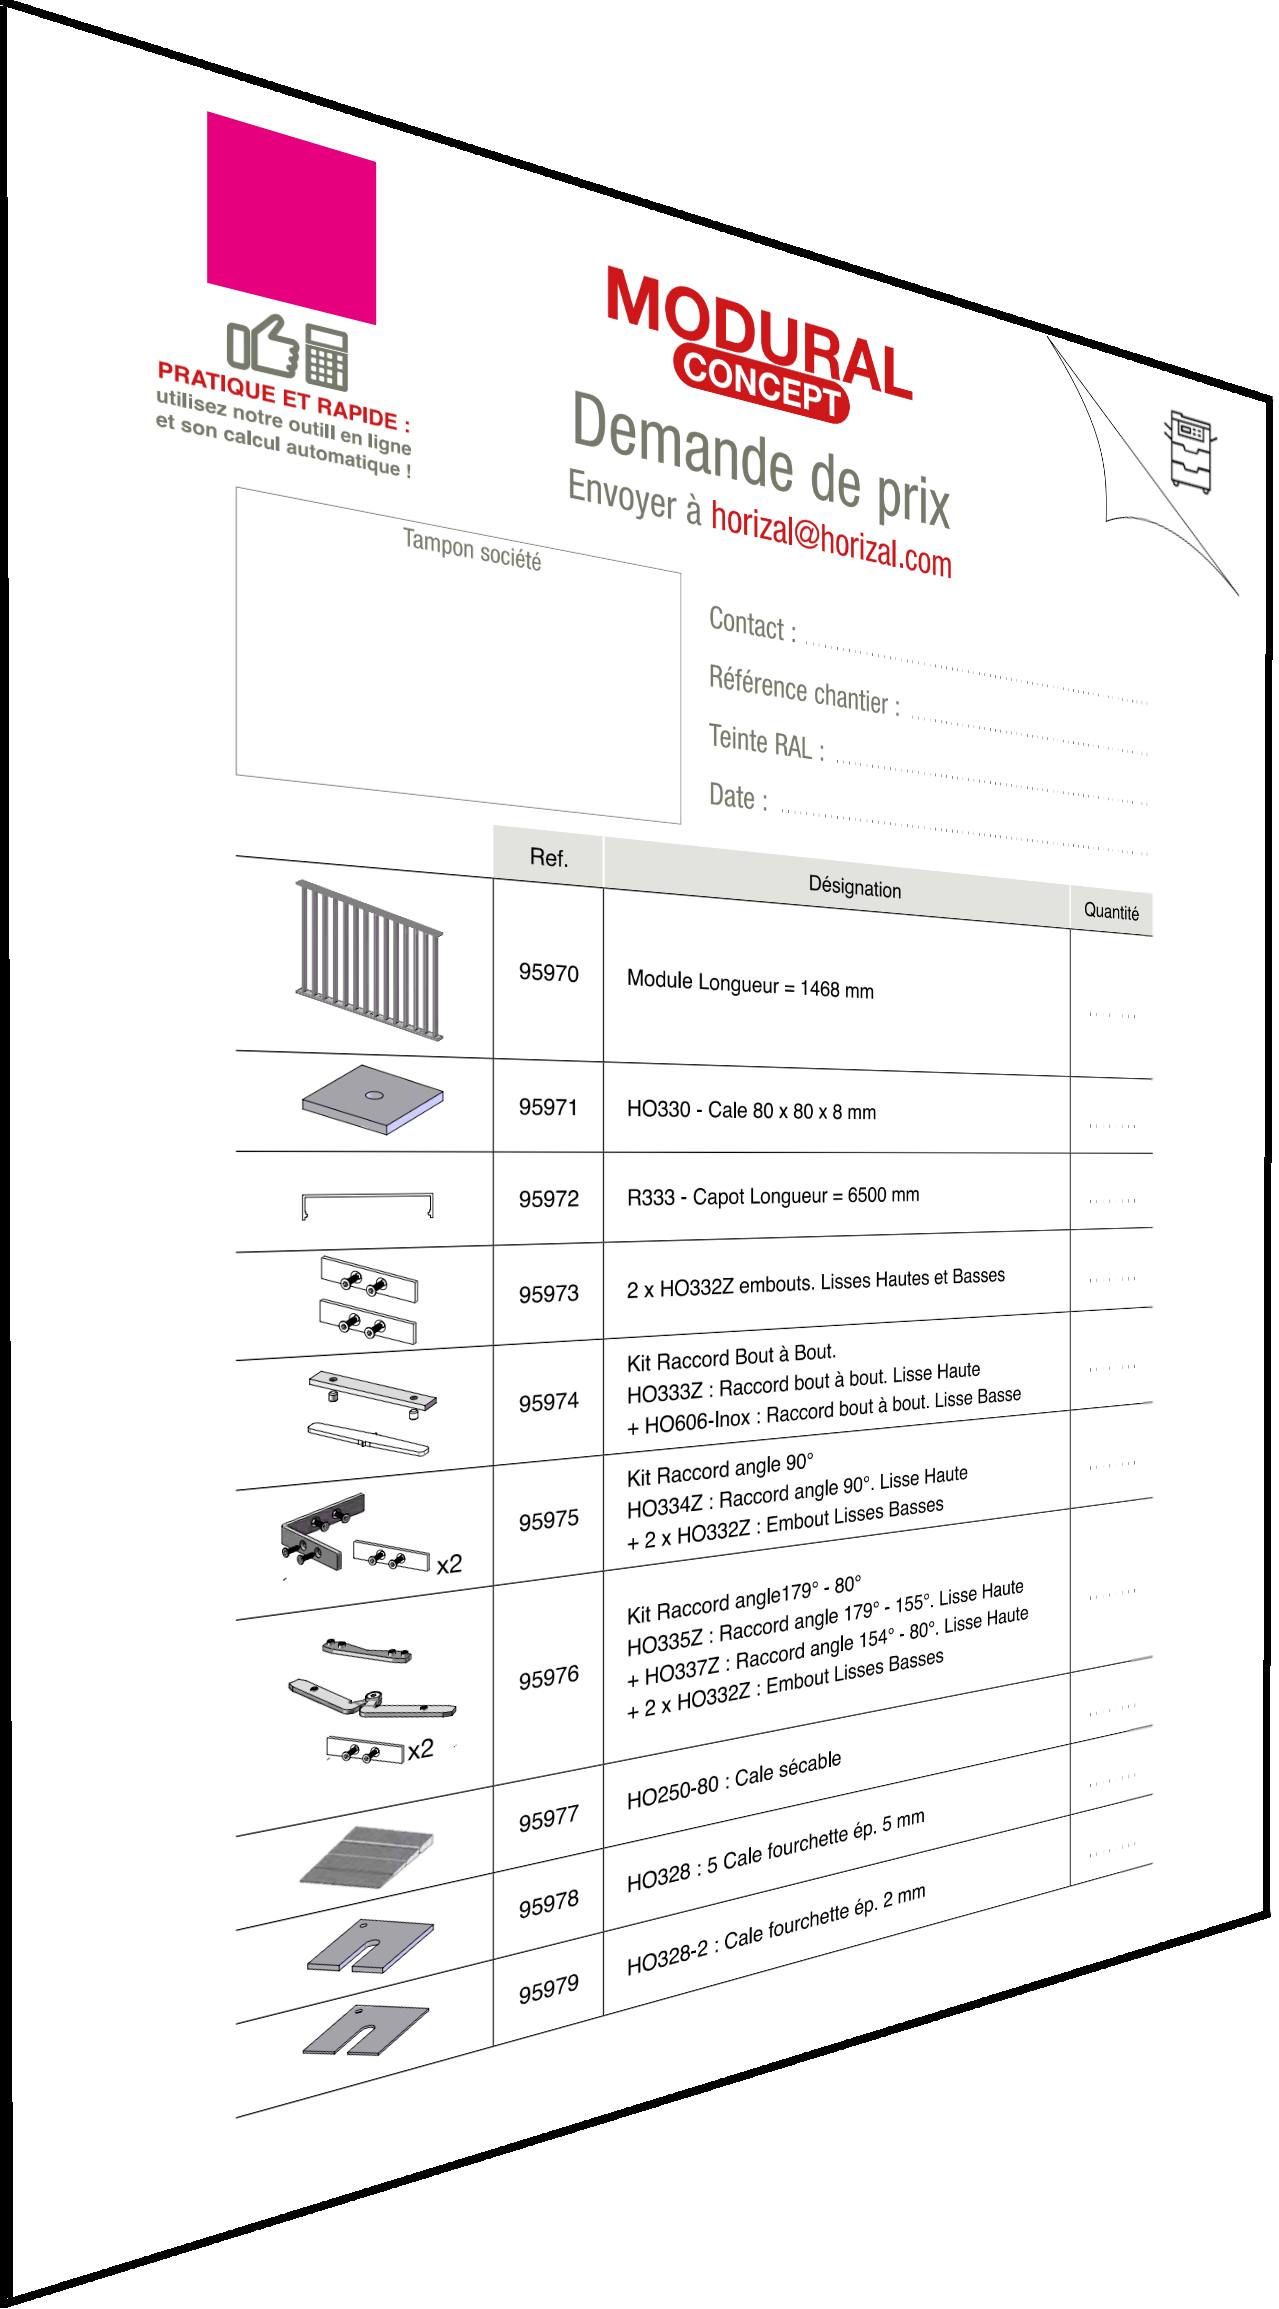 MODURAL
CONCEPT
Demande de prix
Envoyer à horizal@horizal.com
PRATIQUE ET RAPIDE :
utilisez notre outill en ligne
et son calcul automatique !
Tampon société
Contact :
Référence chantier :
Teinte RAL :
Date :
Ref. Désignation Quantité
95970 Module Longueur = 1468 mm
95971 HO330 - Cale 80 x 80 x 8 mm
95972 R333 - Capot Longueur = 6500 mm
95973 2 x HO332Z embouts. Lisses Hautes et Basses
Kit Raccord Bout à Bout.
95974 HO333Z : Raccord bout à bout. Lisse Haute
+ HO606-Inox : Raccord bout à bout. Lisse Basse
Kit Raccord angle 90°
95975 HO334Z : Raccord angle 90°. Lisse Haute
+ 2 x HO332Z : Embout Lisses Basses
x2
Kit Raccord angle179° - 80°
HO335Z : Raccord angle 179° - 155°. Lisse Haute
95976 + HO337Z : Raccord angle 154° - 80°. Lisse Haute
+ 2 x HO332Z : Embout Lisses Basses
x2
95977 HO250-80 : Cale sécable
95978 HO328 : 5 Cale fourchette ép. 5 mm
95979 HO328-2 : Cale fourchette ép. 2 mm